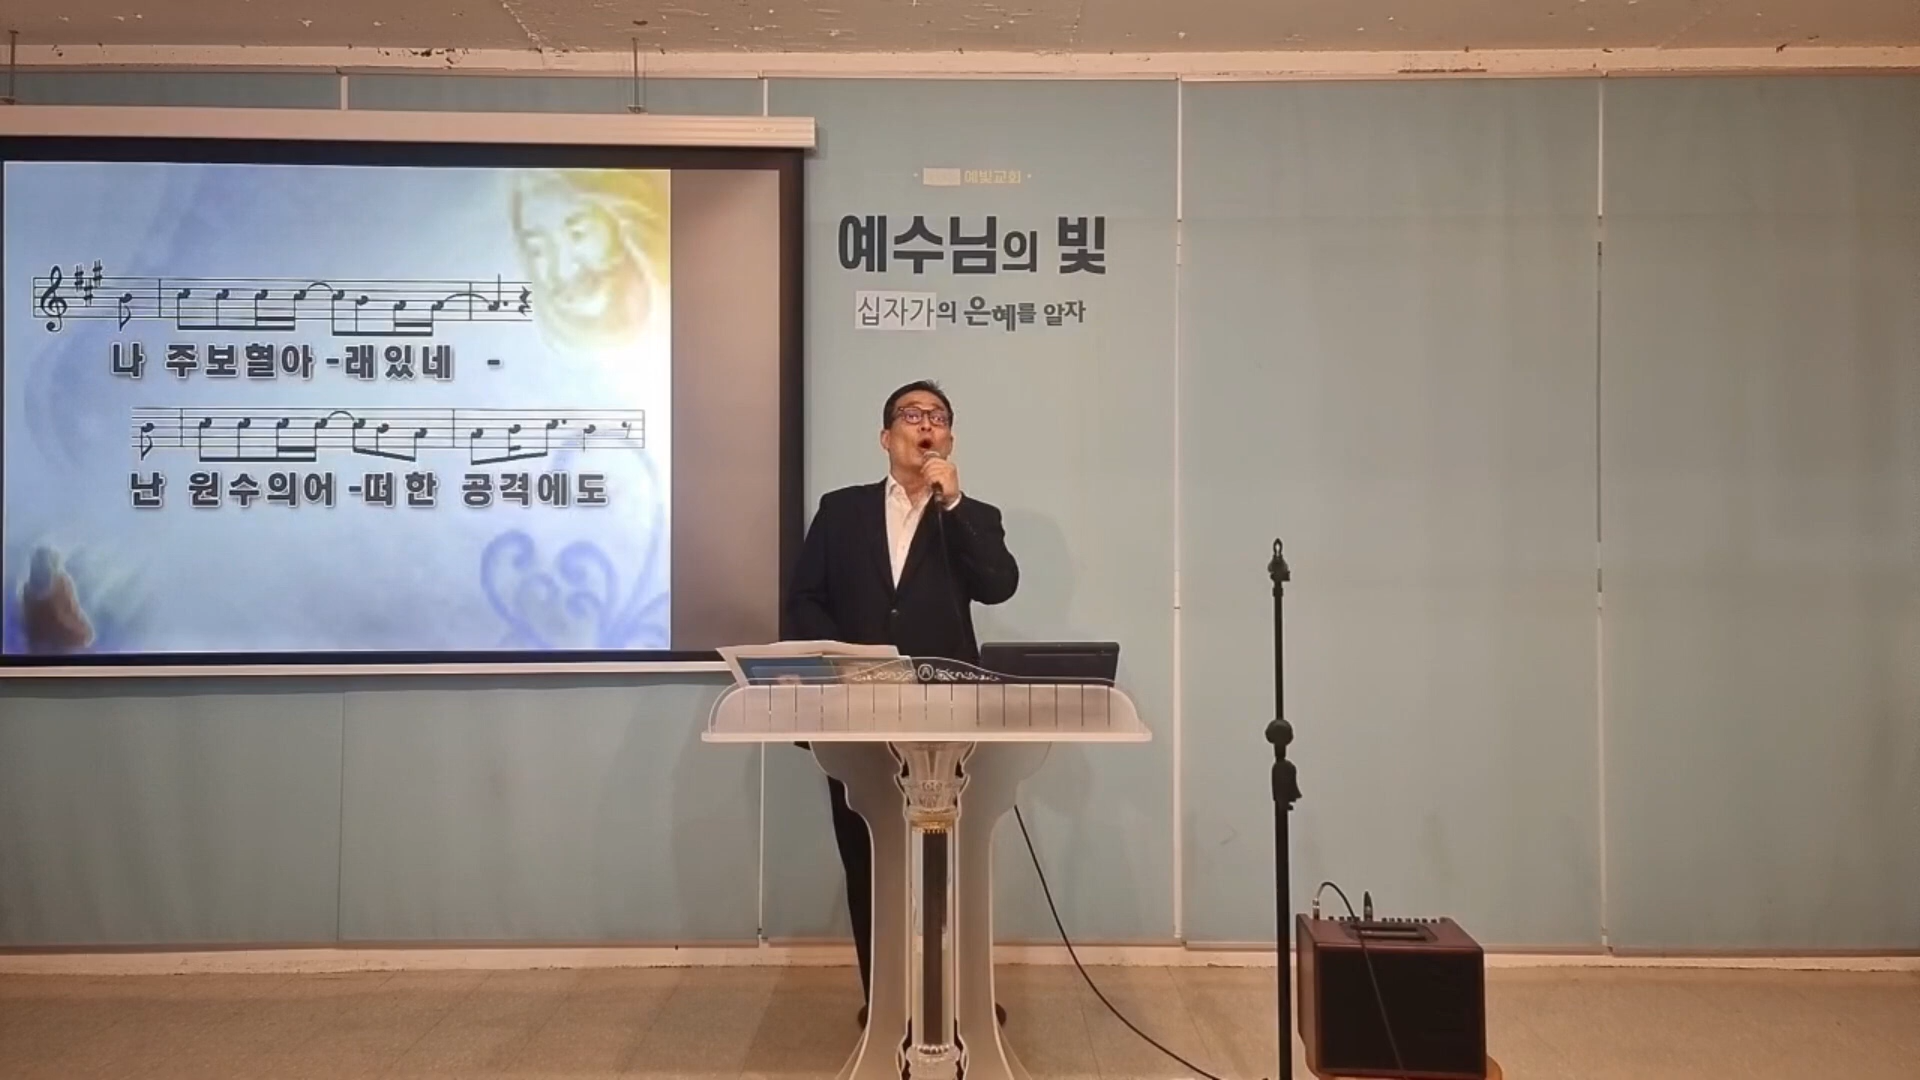 나 주보혈아-래있네 -
난 원수의어-떠한 공격에도
예빛교회
예수님의 빛
십자가의 은혜를 알자